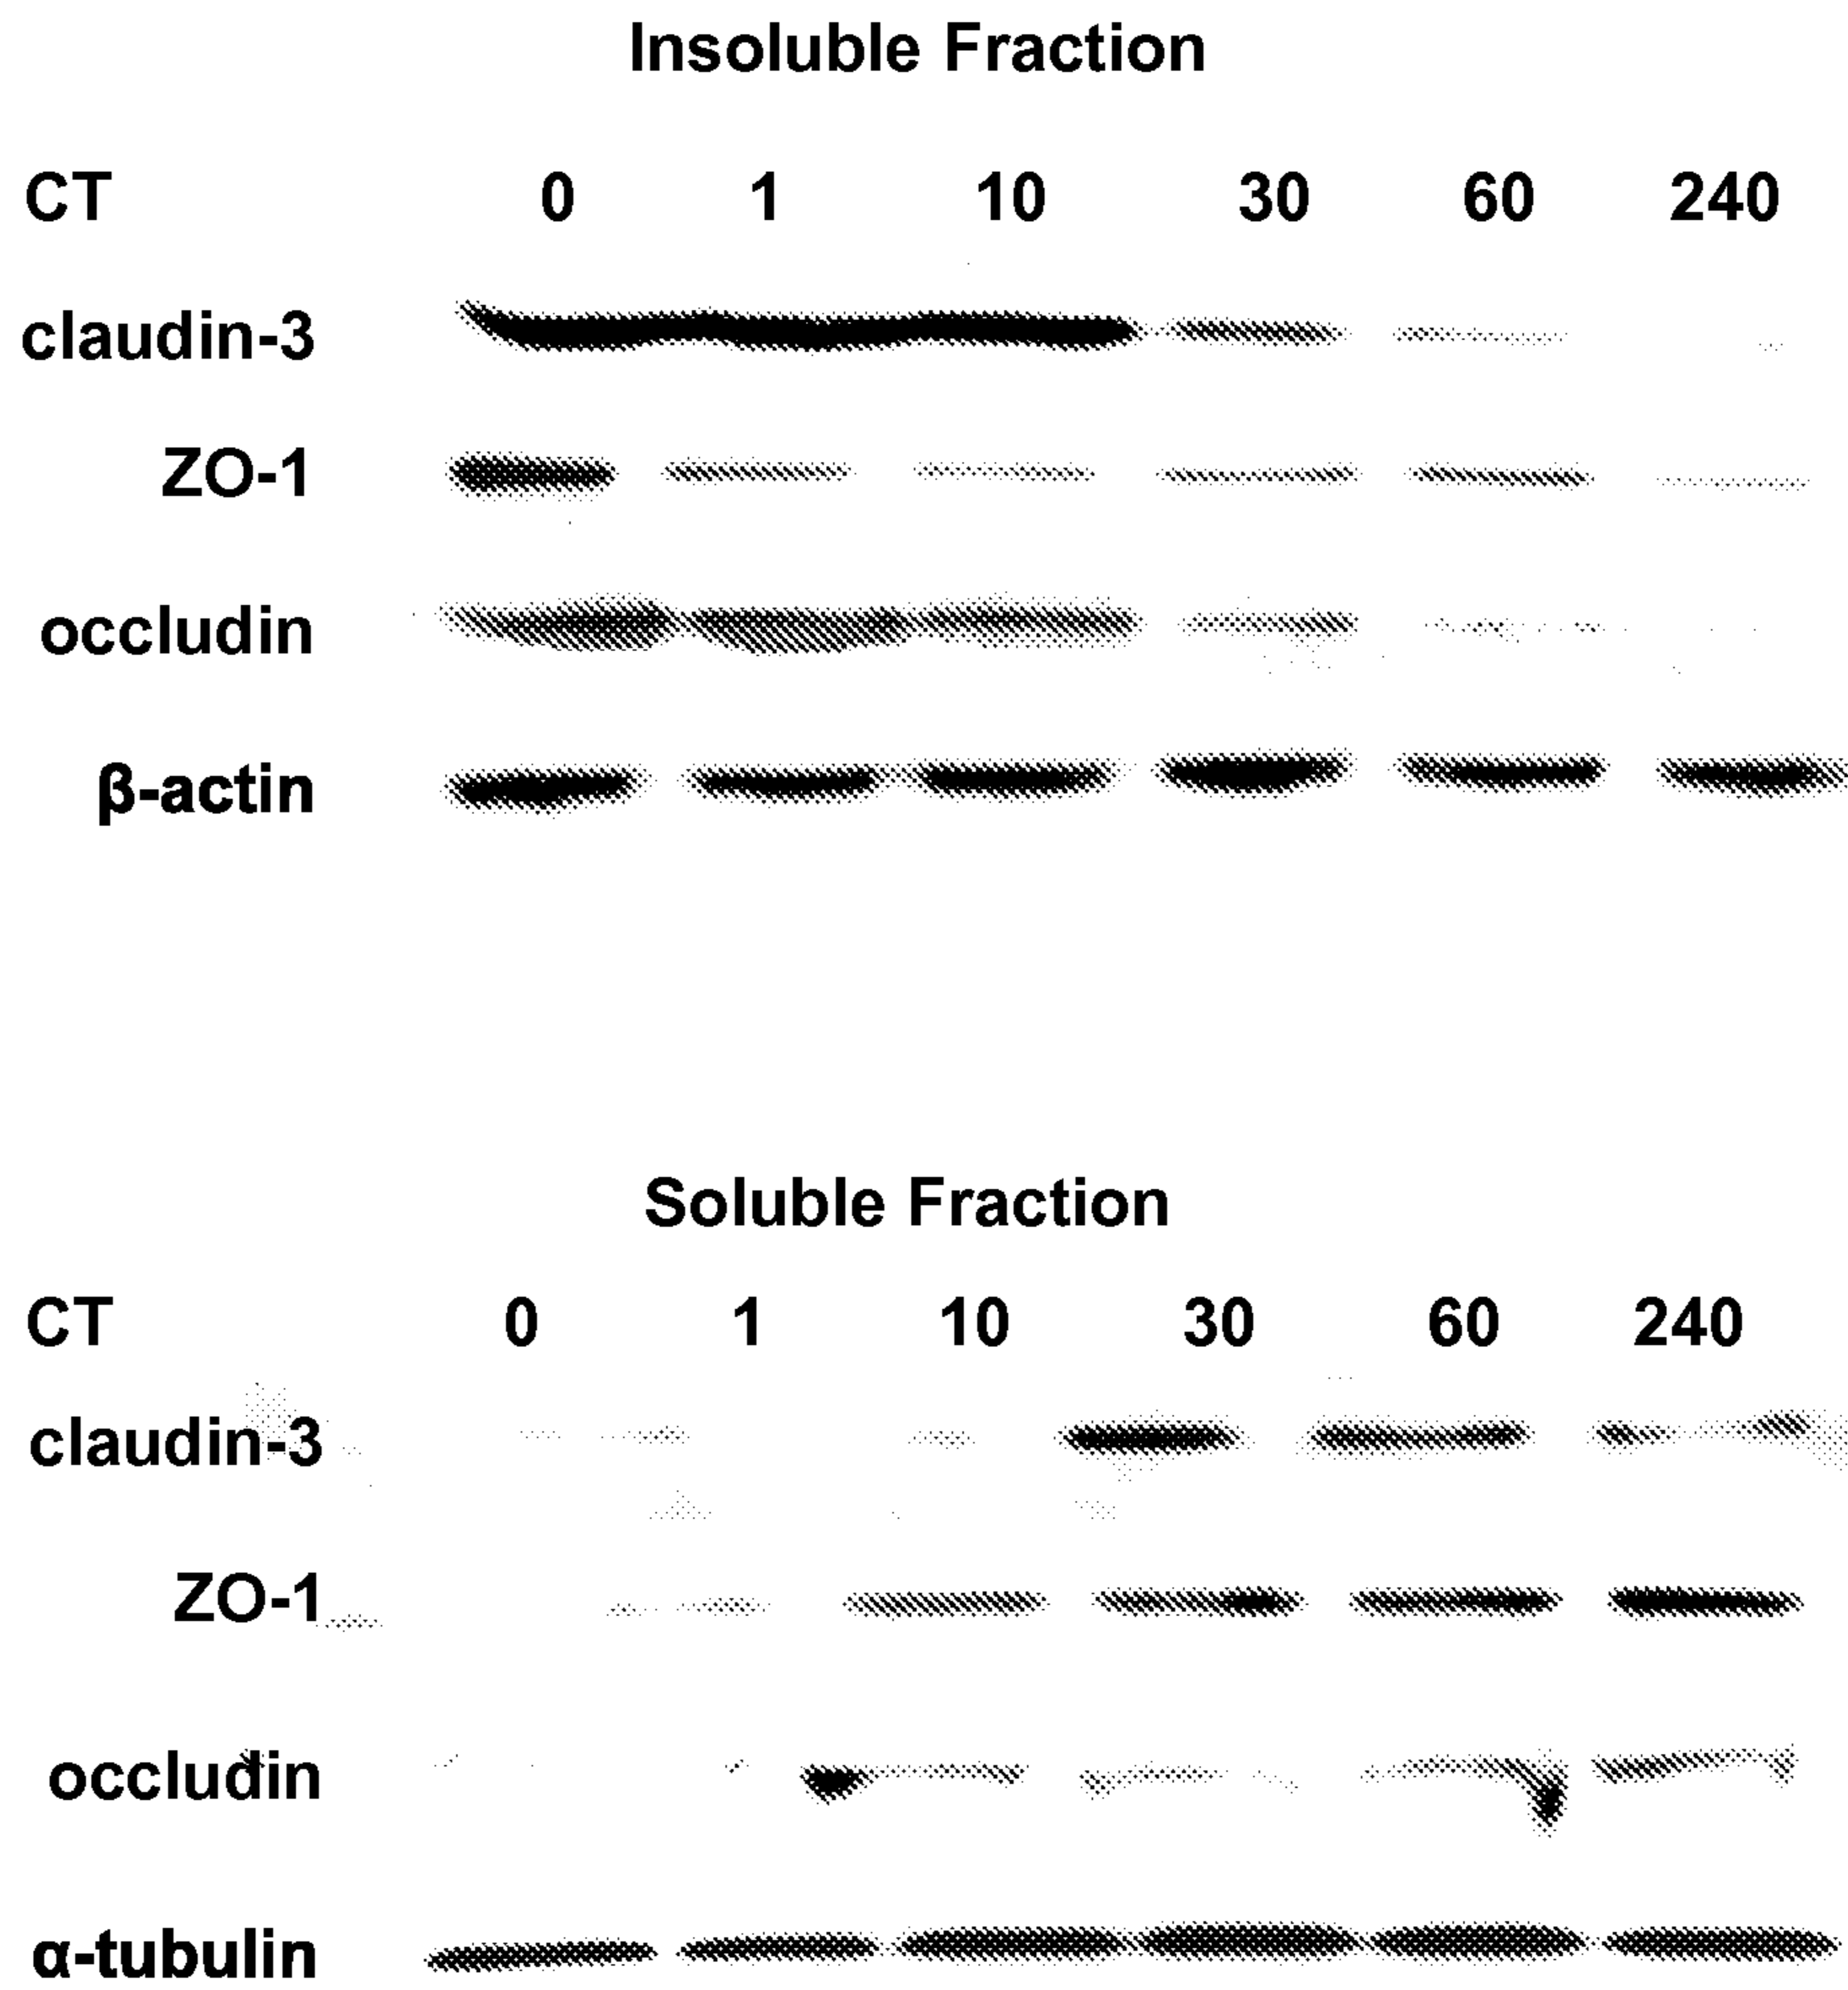 Insoluble Fraction
CT 0 1 10 30 60 240
claudin-3
ZO-1
occludin
β-actin
Soluble Fraction
CT 0 1 10 30 60 240
claudin-3
ZO-1
occludin
α-tubulin